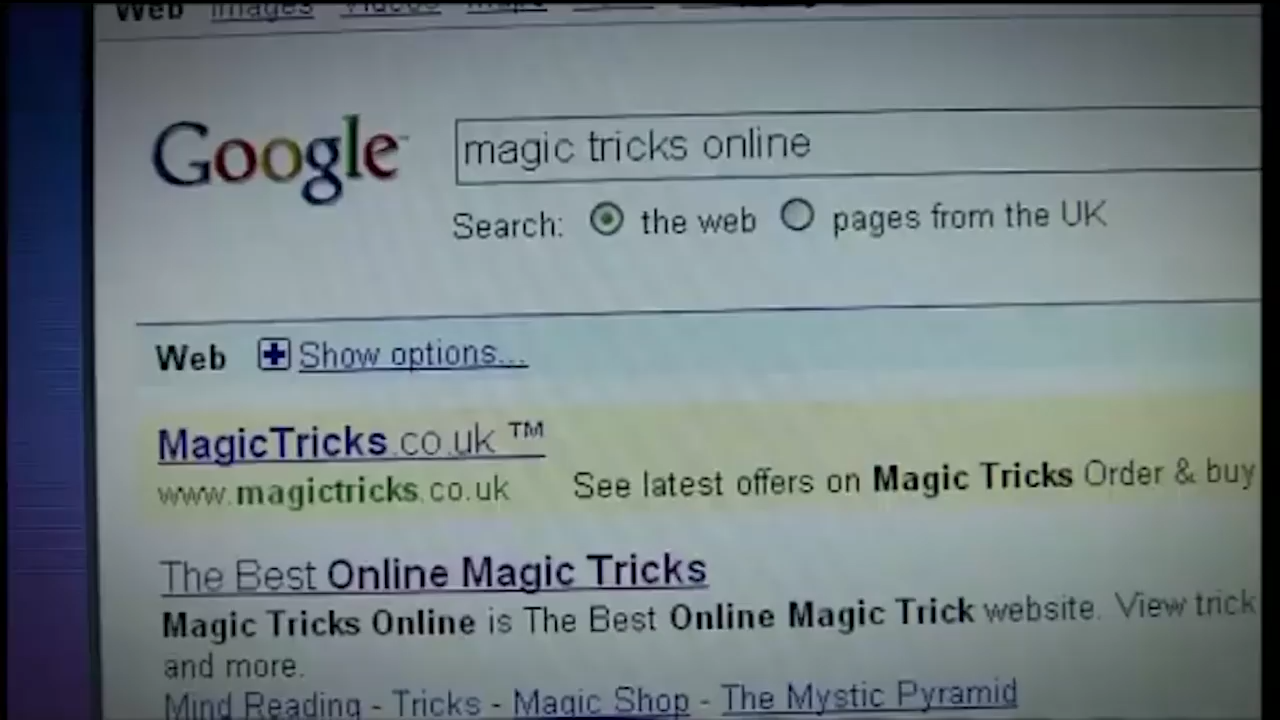 Web Images Videos Maps
Google
magic tricks online
Search: the web pages from the UK
Web Show options...
MagicTricks.co.uk ™
www.magictricks.co.uk See latest offers on Magic Tricks Order & buy
The Best Online Magic Tricks
Magic Tricks Online is The Best Online Magic Trick website. View trick
and more.
Mind Reading - Tricks - Magic Shop - The Mystic Pyramid